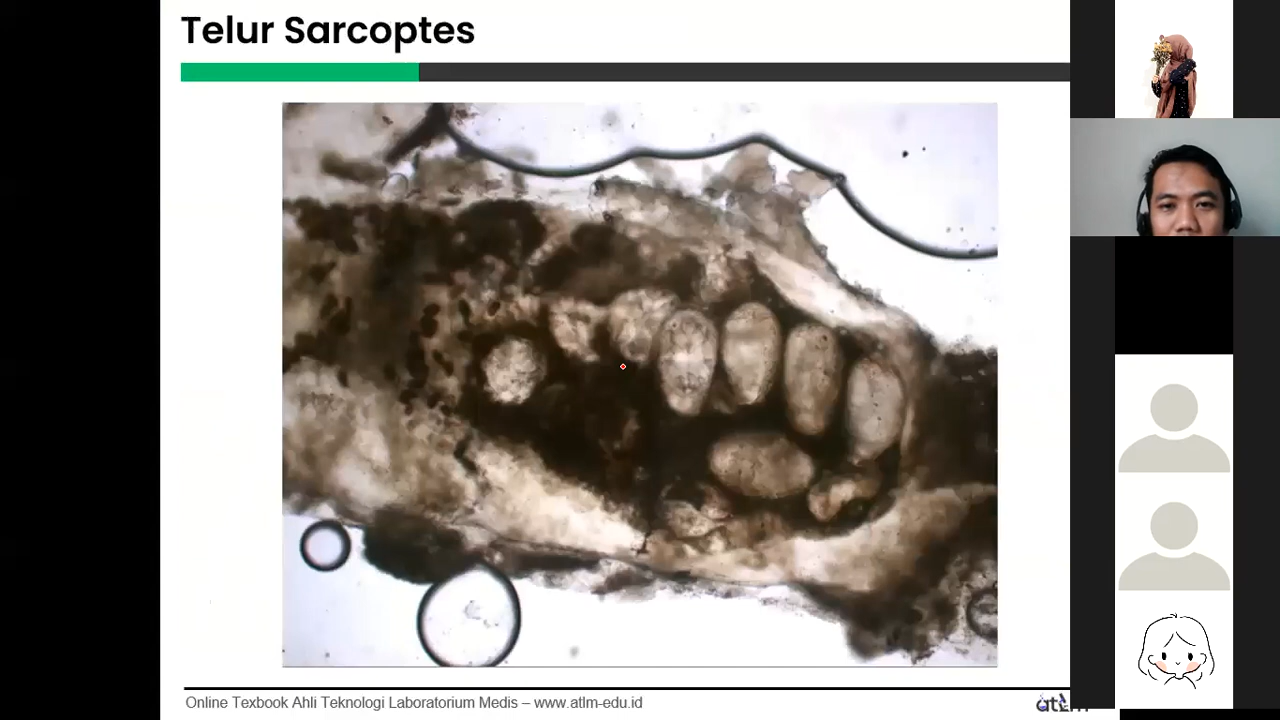 Telur Sarcoptes
Online Texbook Ahli Teknologi Laboratorium Medis – www.atlm-edu.id